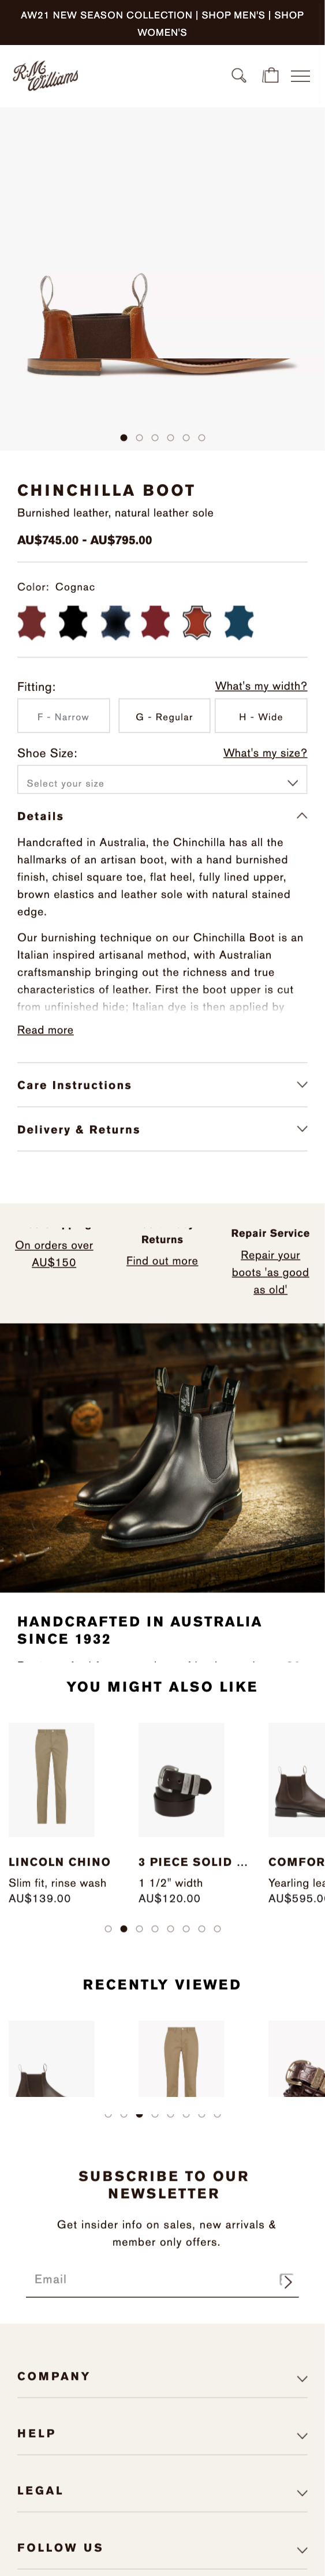 AW21 NEW SEASON COLLECTION | SHOP MEN'S | SHOP
WOMEN'S
R.M. Williams
CHINCHILLA BOOT
Burnished leather, natural leather sole
AU$745.00 - AU$795.00
Color: Cognac
Fitting:
What's my width?
F - Narrow
G - Regular
H - Wide
Shoe Size:
What's my size?
Select your size
Details
Handcrafted in Australia, the Chinchilla has all the
hallmarks of an artisan boot, with a hand burnished
finish, chisel square toe, flat heel, fully lined upper,
brown elastics and leather sole with natural stained
edge.
Our burnishing technique on our Chinchilla Boot is an
Italian inspired artisanal method, with Australian
craftsmanship bringing out the richness and true
characteristics of leather. First the boot upper is cut
from unfinished hide; Italian dye is then applied by
Read more
Care Instructions
Delivery & Returns
On orders over
AU$150
Returns
Find out more
Repair Service
Repair your
boots 'as good
as old'
HANDCRAFTED IN AUSTRALIA
SINCE 1932
YOU MIGHT ALSO LIKE
LINCOLN CHINO
Slim fit, rinse wash
AU$139.00
3 PIECE SOLID ...
1 1/2" width
AU$120.00
COMFOR
Yearling lea
AU$595.0
RECENTLY VIEWED
SUBSCRIBE TO OUR
NEWSLETTER
Get insider info on sales, new arrivals &
member only offers.
Email
COMPANY
HELP
LEGAL
FOLLOW US